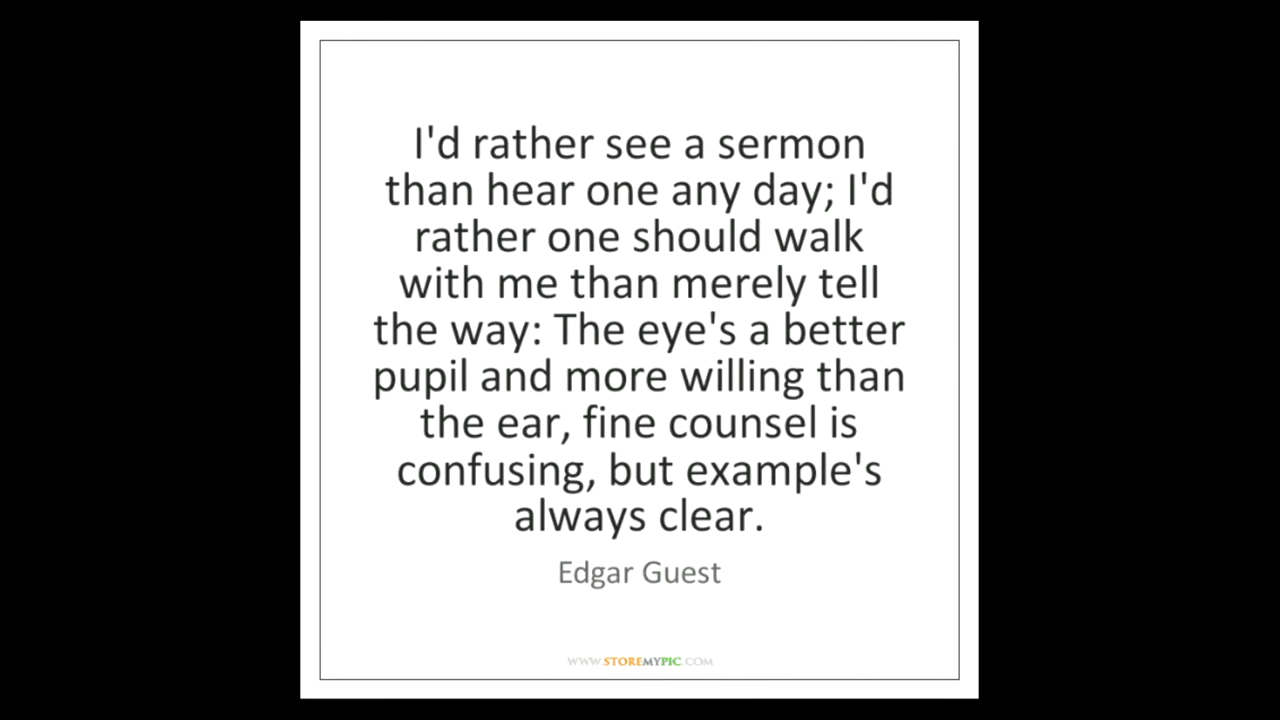 I'd rather see a sermon
than hear one any day; I'd
rather one should walk
with me than merely tell
the way: The eye's a better
pupil and more willing than
the ear, fine counsel is
confusing, but example's
always clear.
Edgar Guest
WWW.STOREMYPIC.COM